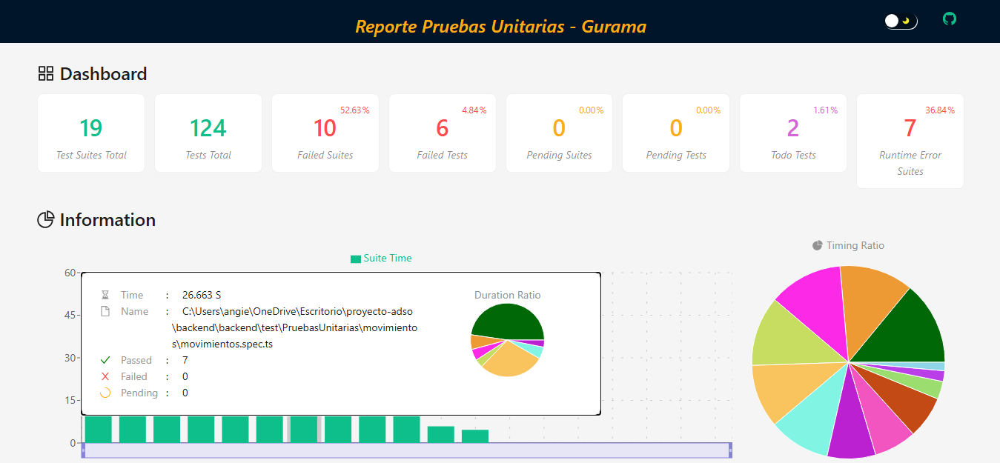 Reporte Pruebas Unitarias - Gurama
Dashboard
19
Test Suites Total
124
Tests Total
52.63%
10
Failed Suites
4.84%
6
Failed Tests
0.00%
0
Pending Suites
0.00%
0
Pending Tests
1.61%
2
Todo Tests
36.84%
7
Runtime Error
Suites
Information
Suite Time
60
45
30
15
0
Time : 26.663 S
Name : C:\Users\angie\OneDrive\Escritorio\proyecto-adso
\backend\backend\test\PruebasUnitarias\movimiento
s\movimientos.spec.ts
Passed : 7
Failed : 0
Pending : 0
Duration Ratio
Timing Ratio